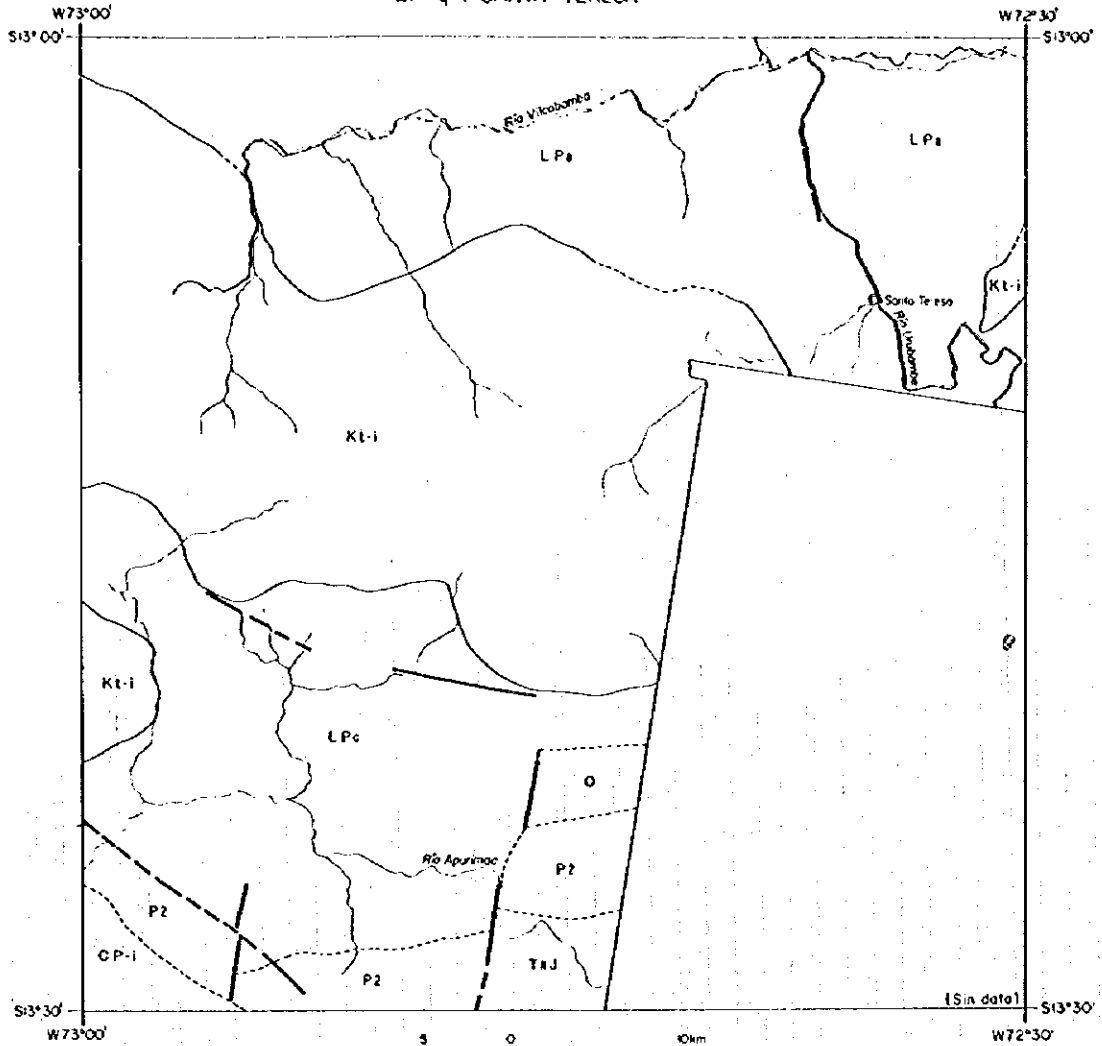 W73°00'
W72°30'
S13°00'
S13°00'
Río Vilcabamba
LPa
LPa
Kt-i
Santa Teresa
Río Urubamba
Kt-i
Kt-i
LPc
O
Río Apurimac
P2
P2
CP-i
P2
TsJ
(Sin data)
S13°30'
S13°30'
W73°00'
5 0 10km
W72°30'